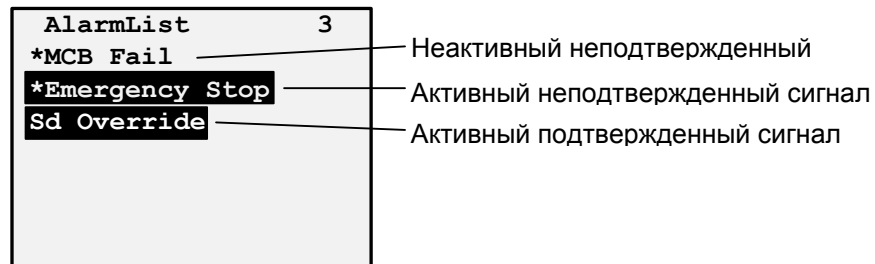 AlarmList 3
*MCB Fail
Неактивный неподтвержденный
*Emergency Stop
Активный неподтвержденный сигнал
Sd Override
Активный подтвержденный сигнал